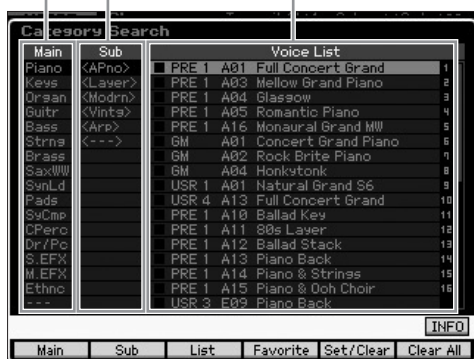 Category Search
Main Sub Voice List
Piano <APno> PRE 1 A01 Full Concert Grand 1
Keys <Layer> PRE 1 A03 Mellow Grand Piano 2
Organ <Modrn> PRE 1 A04 Glasgow 3
Guitr <Vintg> PRE 1 A05 Romantic Piano 4
Bass <Arp> PRE 1 A16 Monaural Grand MW 5
Strng <---> GM A01 Concert Grand Piano 6
Brass GM A02 Rock Brite Piano 7
SaxWW GM A04 Honkytonk 8
SynLd USR 1 A01 Natural Grand S6 9
Pads USR 4 A13 Full Concert Grand 10
SyCmp PRE 1 A10 Ballad Key 11
CPerc PRE 1 A11 80s Layer 12
Dr/Pc PRE 1 A12 Ballad Stack 13
S.EFX PRE 1 A13 Piano Back 14
M.EFX PRE 1 A14 Piano & Strings 15
Ethnc PRE 1 A15 Piano & Ooh Choir 16
--- USR 3 E09 Piano Back
INFO
Main Sub List Favorite Set/Clear Clear All